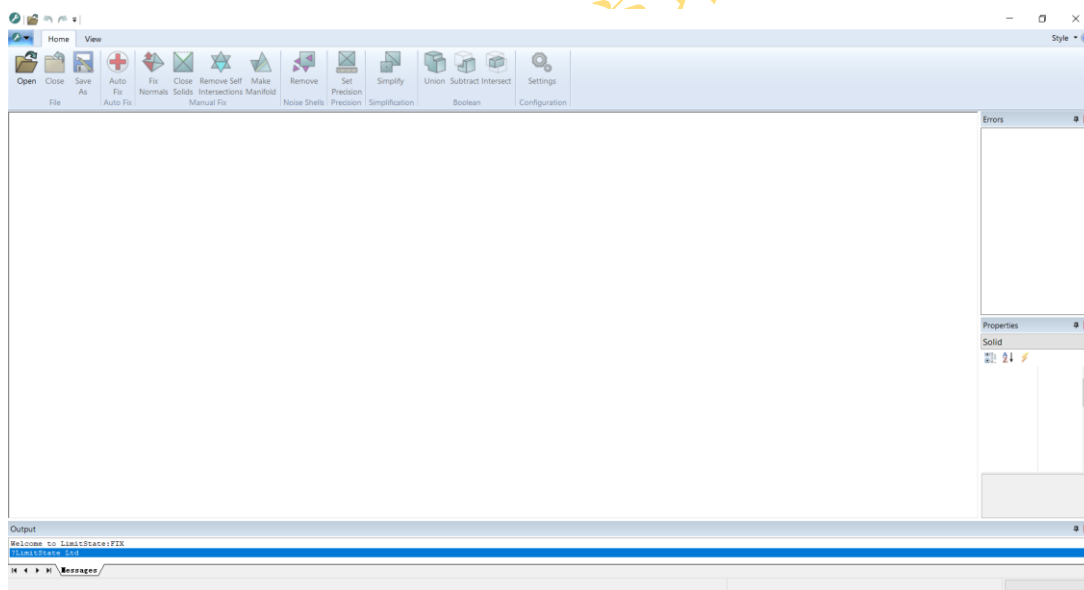 Home View Style
Open Close Save As Auto Fix Fix Normals Close Solids Remove Self Intersections Make Manifold Remove Set Precision Simplify Union Subtract Intersect Settings
File Auto Fix Manual Fix Noise Shells Precision Simplification Boolean Configuration
Errors
Properties
Solid
Output
Welcome to LimitState:FIX
?LimitState Ltd
Messages